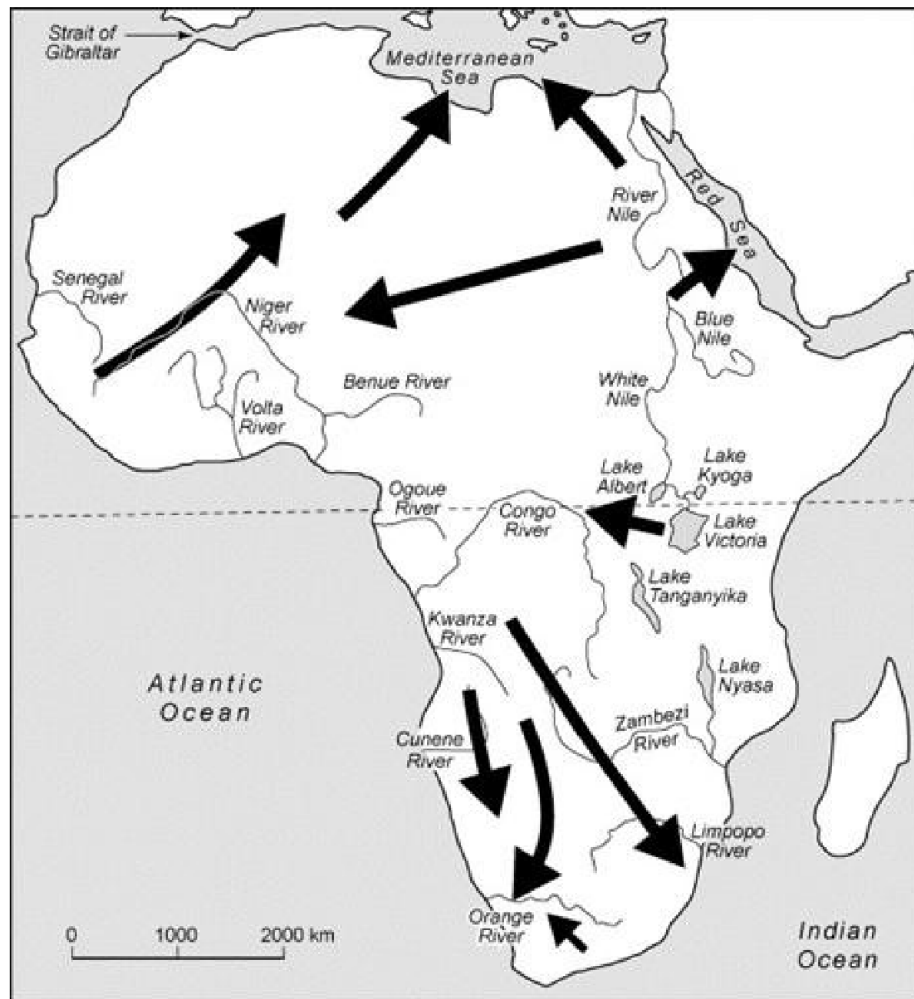 Strait of
Gibraltar
Mediterranean
Sea
River
Nile
Red Sea
Senegal
River
Niger
River
Blue
Nile
Benue River
White
Nile
Volta
River
Lake
Kyoga
Lake
Albert
Ogoue
River
Congo
River
Lake
Victoria
Lake
Tanganyika
Kwanza
River
Lake
Nyasa
Atlantic
Ocean
Zambezi
River
Cunene
River
Limpopo
River
Orange
River
0 1000 2000 km
Indian
Ocean